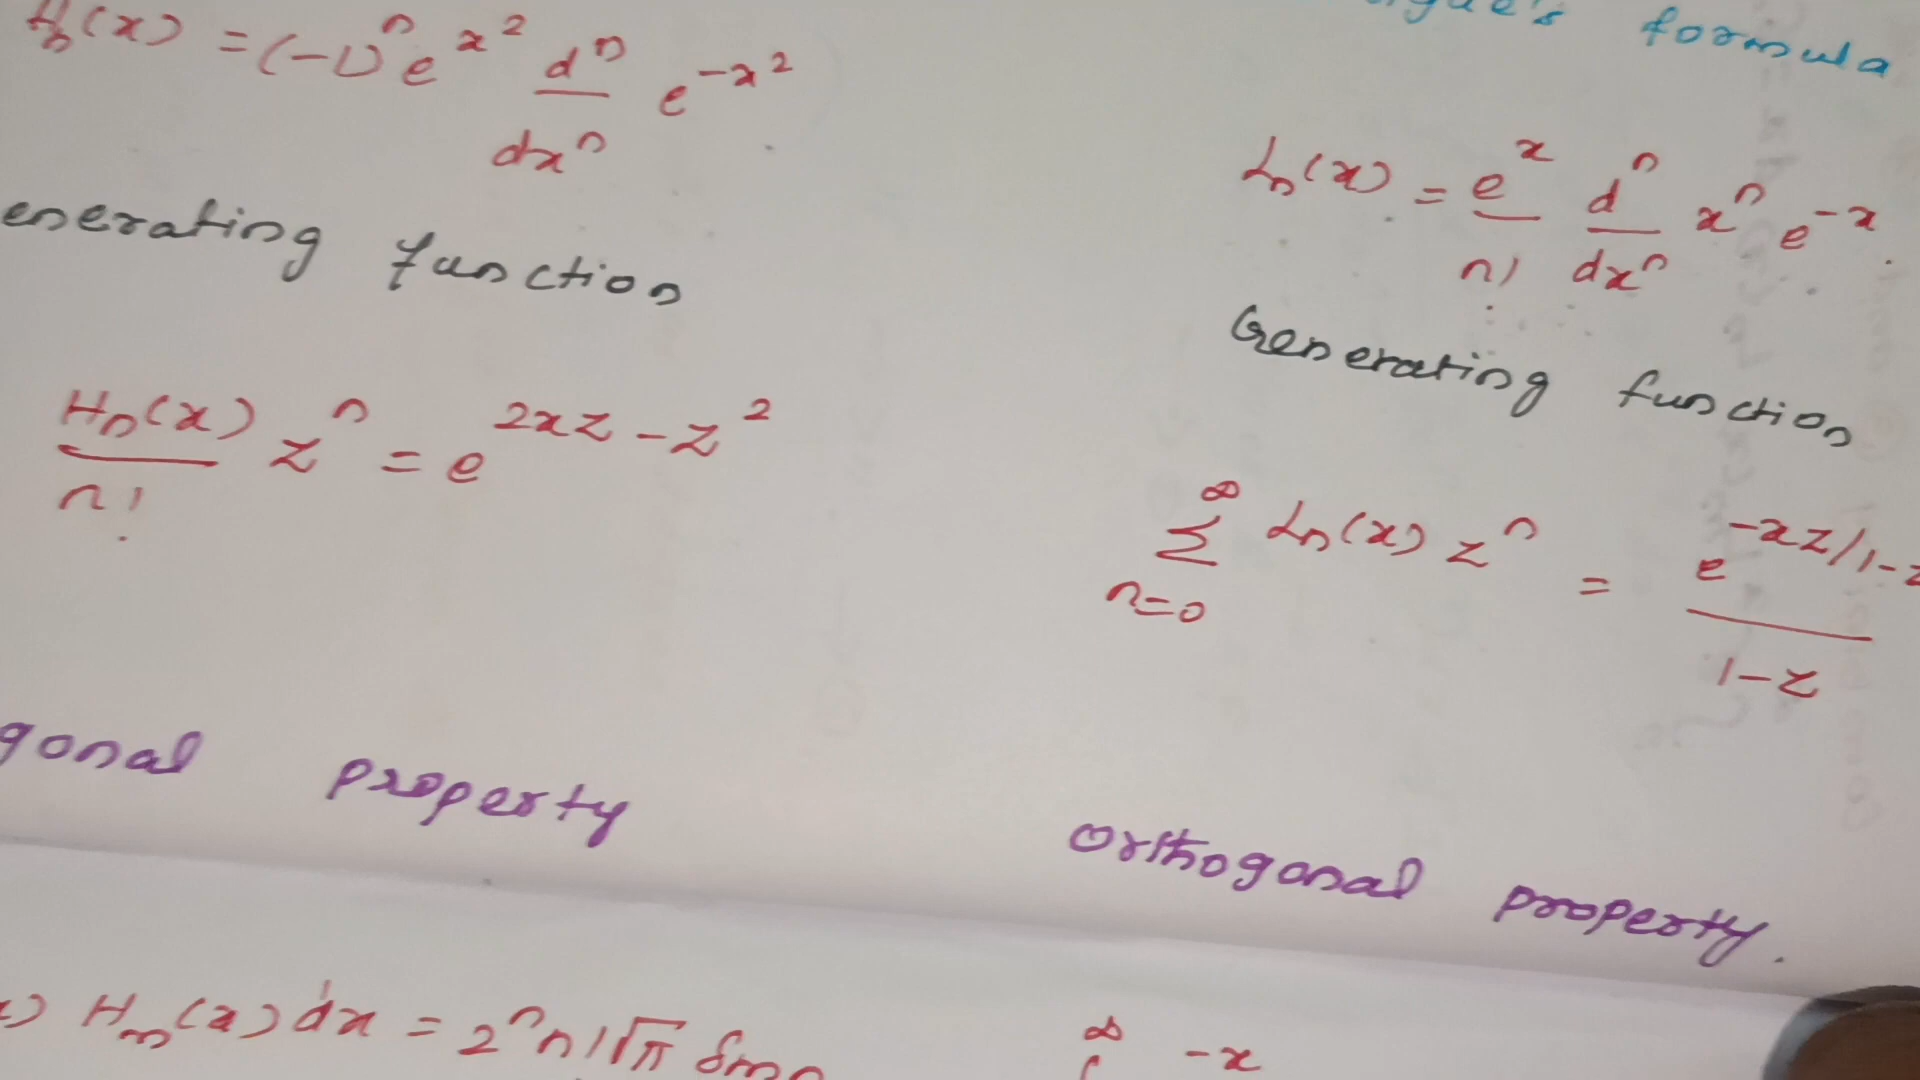 Hn(x) = (-1)^n e^x^2 d^n/dx^n e^-x^2
enerating function
Hn(x)/n! z^n = e^2xz-z^2
gonal property
Hm(x) dx = 2^n n! √π δmn
formula
Ln(x) = e^x/n! d^n/dx^n x^n e^-x.
Generating function
∞ Σ n=0 Ln(x) z^n = e^-xz/1-z / 1-z
Orthogonal property.
∞ -x